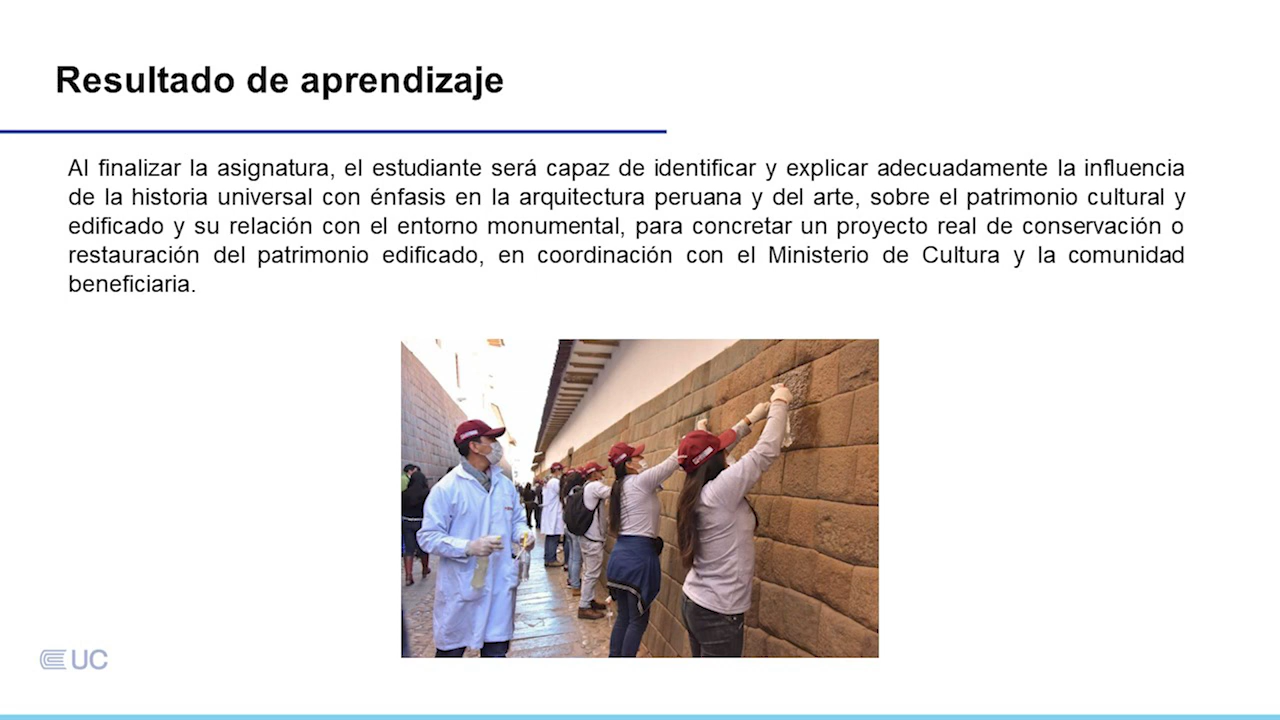 Resultado de aprendizaje
Al finalizar la asignatura, el estudiante será capaz de identificar y explicar adecuadamente la influencia
de la historia universal con énfasis en la arquitectura peruana y del arte, sobre el patrimonio cultural y
edificado y su relación con el entorno monumental, para concretar un proyecto real de conservación o
restauración del patrimonio edificado, en coordinación con el Ministerio de Cultura y la comunidad
beneficiaria.
UC